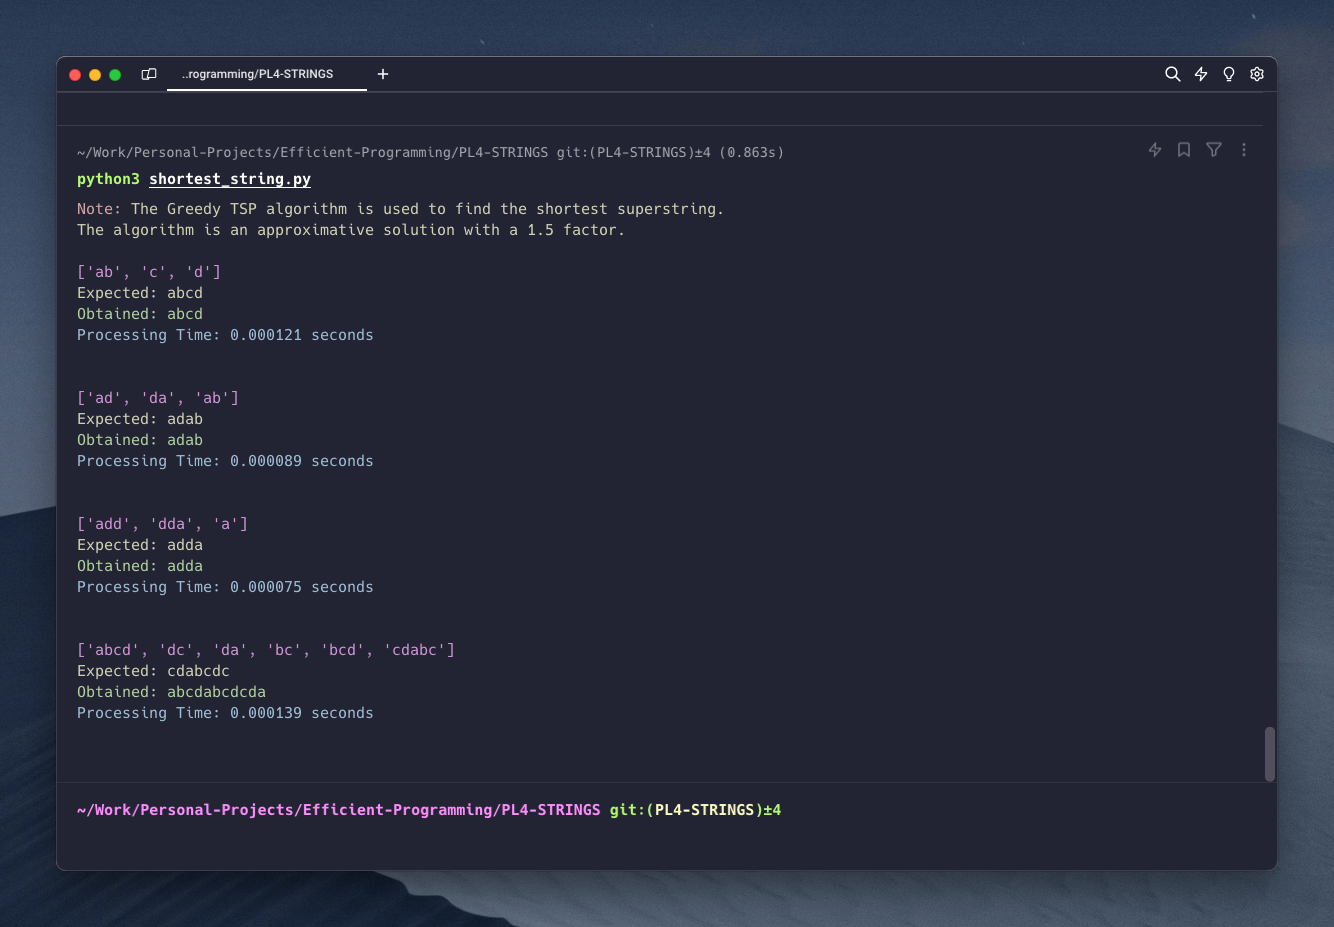 ..rogramming/PL4-STRINGS
~/Work/Personal-Projects/Efficient-Programming/PL4-STRINGS git:(PL4-STRINGS)±4 (0.863s)
python3 shortest_string.py
Note: The Greedy TSP algorithm is used to find the shortest superstring.
The algorithm is an approximative solution with a 1.5 factor.
['ab', 'c', 'd']
Expected: abcd
Obtained: abcd
Processing Time: 0.000121 seconds
['ad', 'da', 'ab']
Expected: adab
Obtained: adab
Processing Time: 0.000089 seconds
['add', 'dda', 'a']
Expected: adda
Obtained: adda
Processing Time: 0.000075 seconds
['abcd', 'dc', 'da', 'bc', 'bcd', 'cdabc']
Expected: cdabcdc
Obtained: abcdabcdcda
Processing Time: 0.000139 seconds
~/Work/Personal-Projects/Efficient-Programming/PL4-STRINGS git:(PL4-STRINGS)±4